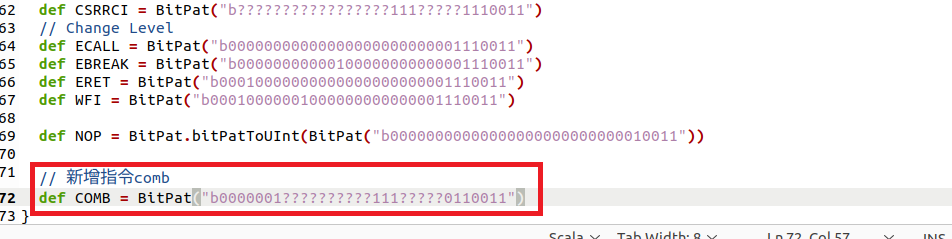 62 def CSRRCI = BitPat("b?????????????????111?????1110011")
63 // Change Level
64 def ECALL = BitPat("b00000000000000000000000001110011")
65 def EBREAK = BitPat("b00000000000100000000000001110011")
66 def ERET = BitPat("b00010000000000000000000001110011")
67 def WFI = BitPat("b00010000001000000000000001110011")
68
69 def NOP = BitPat.bitPatToUInt(BitPat("b00000000000000000000000000010011"))
70
71 // 新增指令comb
72 def COMB = BitPat("b0000001??????????111?????0110011")
73 }
Scala Tab Width: 8 Ln 72, Col 57 INS